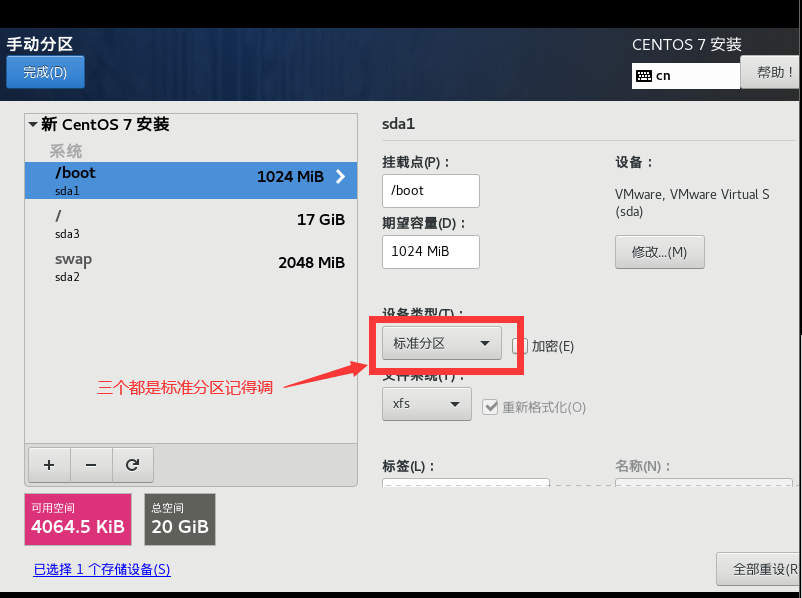 手动分区
CENTOS 7 安装
完成(D)
cn
帮助！
新 CentOS 7 安装
系统
/boot
1024 MiB
sda1
/
17 GiB
sda3
swap
2048 MiB
sda2
三个都是标准分区记得调
+ −
可用空间
4064.5 KiB
总空间
20 GiB
已选择 1 个存储设备(S)
sda1
挂载点(P)：
/boot
期望容量(D)：
1024 MiB
设备：
VMware, VMware Virtual S
(sda)
修改...(M)
设备类型(T)：
标准分区
加密(E)
文件系统(Y)：
xfs
重新格式化(O)
标签(L)：
名称(N)：
全部重设(R